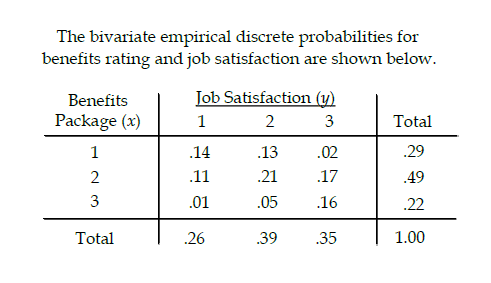 The bivariate empirical discrete probabilities for
benefits rating and job satisfaction are shown below.
Benefits Job Satisfaction (y)
Package (x) 1 2 3 Total
1 .14 .13 .02 .29
2 .11 .21 .17 .49
3 .01 .05 .16 .22
Total .26 .39 .35 1.00